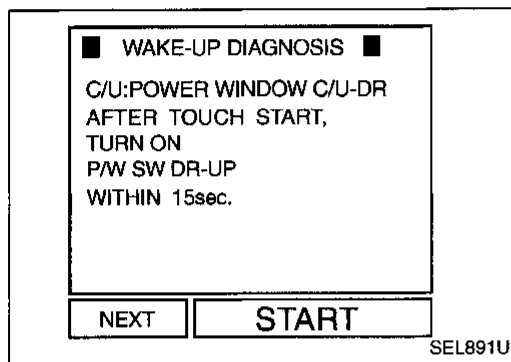 ■ WAKE-UP DIAGNOSIS ■
C/U:POWER WINDOW C/U-DR
AFTER TOUCH START,
TURN ON
P/W SW DR-UP
WITHIN 15sec.
NEXT
START
SEL891U